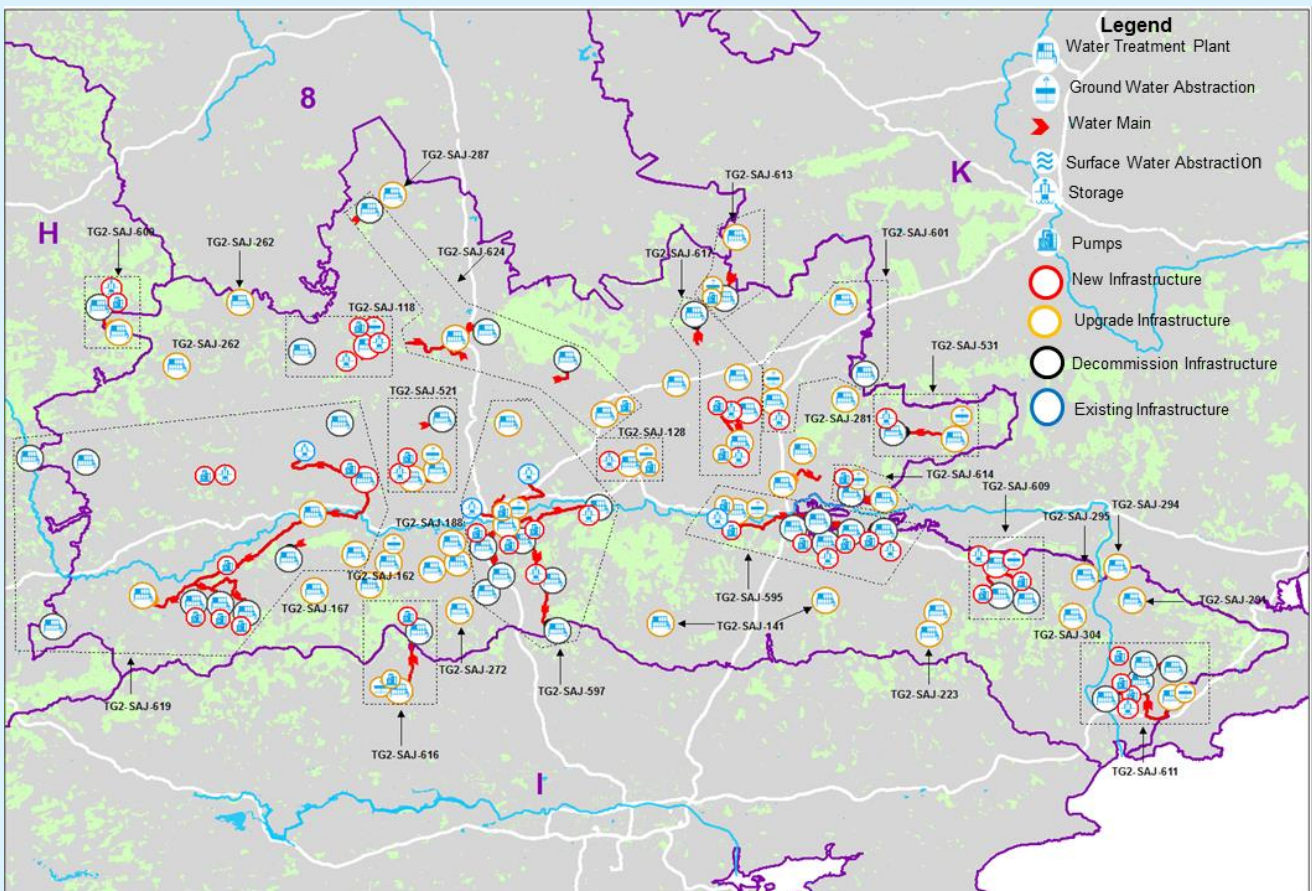 Legend
Water Treatment Plant
Ground Water Abstraction
Water Main
Surface Water Abstraction
Storage
Pumps
New Infrastructure
Upgrade Infrastructure
Decommission Infrastructure
Existing Infrastructure
8
K
H
I
TG2-SAJ-287
TG2-SAJ-613
TG2-SAJ-600
TG2-SAJ-262
TG2-SAJ-624
TG2-SAJ-617
TG2-SAJ-601
TG2-SAJ-118
TG2-SAJ-262
TG2-SAJ-531
TG2-SAJ-521
TG2-SAJ-128
TG2-SAJ-281
TG2-SAJ-614
TG2-SAJ-609
TG2-SAJ-294
TG2-SAJ-295
TG2-SAJ-188
TG2-SAJ-162
TG2-SAJ-167
TG2-SAJ-595
TG2-SAJ-141
TG2-SAJ-291
TG2-SAJ-304
TG2-SAJ-272
TG2-SAJ-597
TG2-SAJ-223
TG2-SAJ-619
TG2-SAJ-616
TG2-SAJ-611